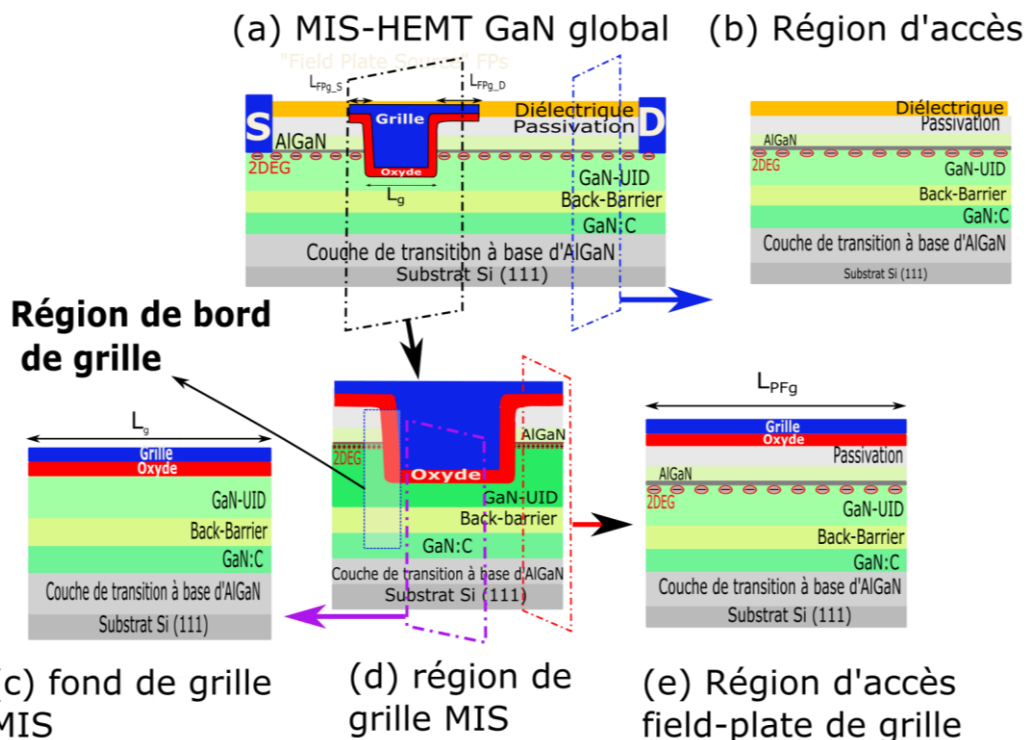 (a) MIS-HEMT GaN global
(b) Région d'accès
"Field Plate Source" FPs
LFPg_S
LFPg_D
S
Grille
Diélectrique
Passivation
D
AlGaN
2DEG
Oxyde
Lg
GaN-UID
Back-Barrier
GaN:C
Couche de transition à base d'AlGaN
Substrat Si (111)
Diélectrique
Passivation
AlGaN
2DEG
GaN-UID
Back-Barrier
GaN:C
Couche de transition à base d'AlGaN
Substrat Si (111)
Région de bord
de grille
Lg
Grille
Oxyde
GaN-UID
Back-Barrier
GaN:C
Couche de transition à base d'AlGaN
Substrat Si (111)
AlGaN
2DEG
Oxyde
GaN-UID
Back-barrier
GaN:C
Couche de transition à base d'AlGaN
Substrat Si (111)
LPFg
Grille
Oxyde
Passivation
AlGaN
2DEG
GaN-UID
Back-Barrier
GaN:C
Couche de transition à base d'AlGaN
Substrat Si (111)
(c) fond de grille
MIS
(d) région de
grille MIS
(e) Région d'accès
field-plate de grille